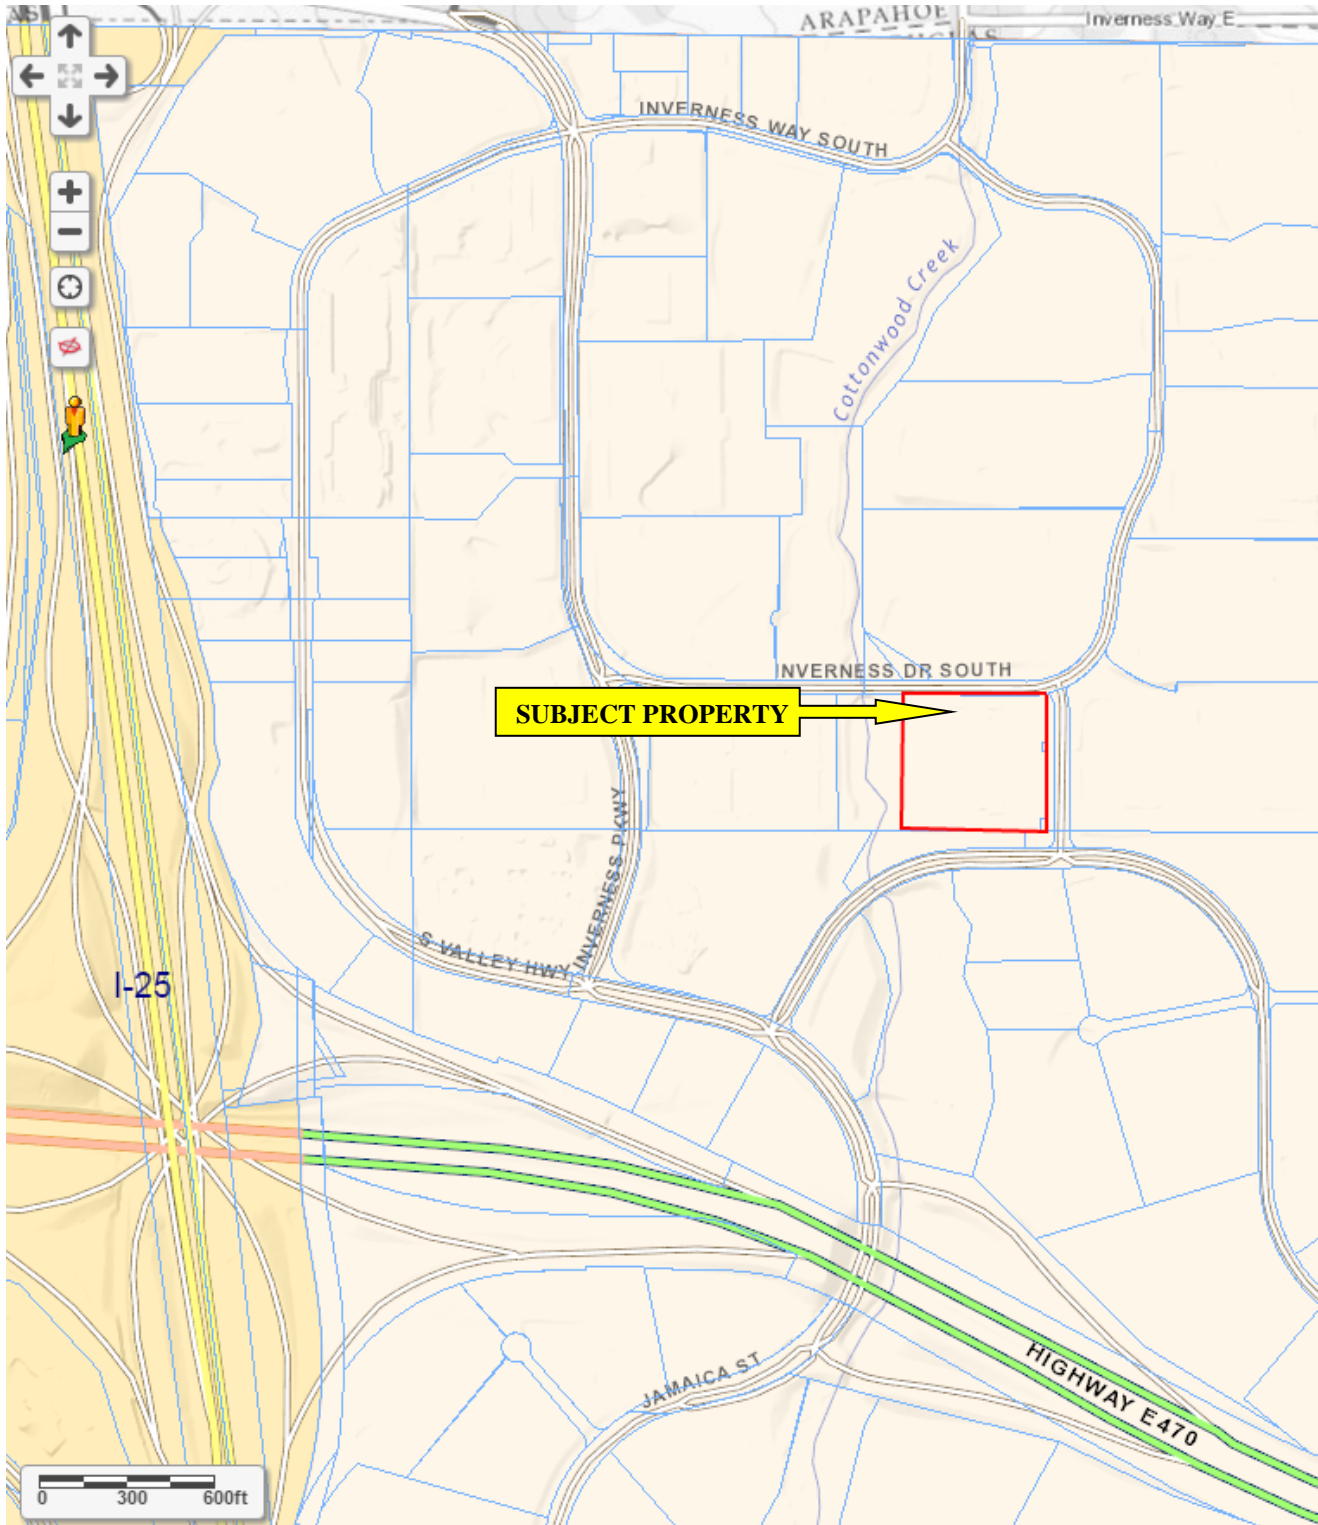 ARAPAHOE
Inverness Way E
INVERNESS WAY SOUTH
Cottonwood Creek
INVERNESS DR SOUTH
SUBJECT PROPERTY
INVERNESS PKWY
S VALLEY HWY
I-25
HIGHWAY E470
JAMAICA ST
0 300 600ft